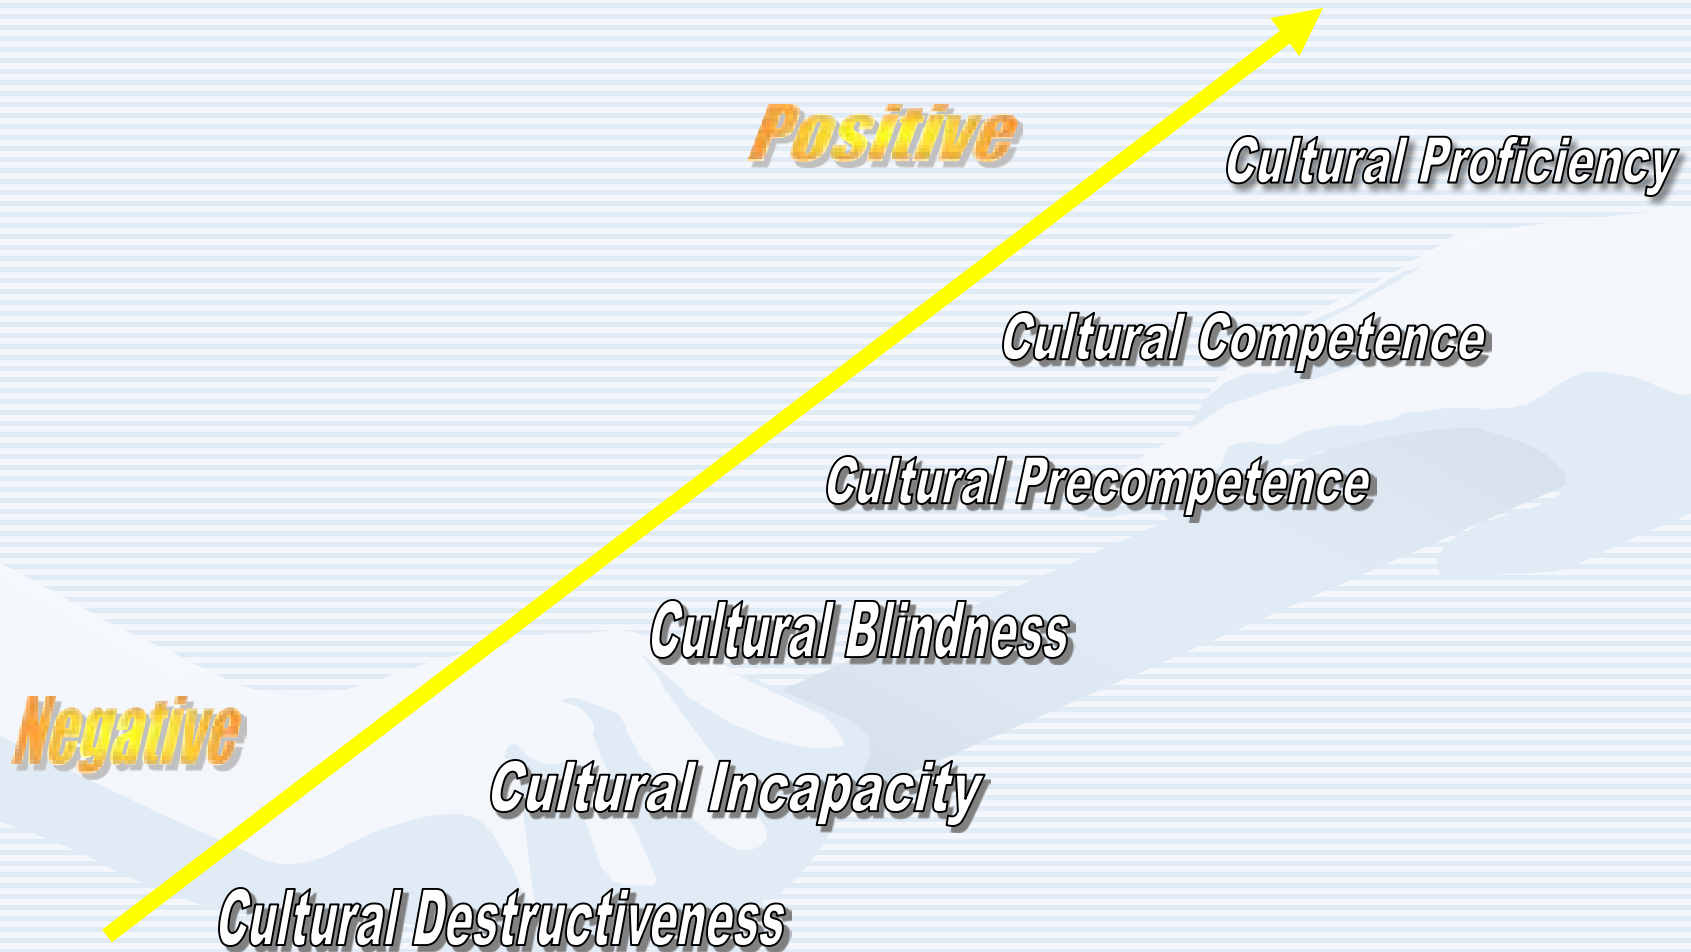 Positive
Cultural Proficiency
Cultural Competence
Cultural Precompetence
Cultural Blindness
Negative
Cultural Incapacity
Cultural Destructiveness